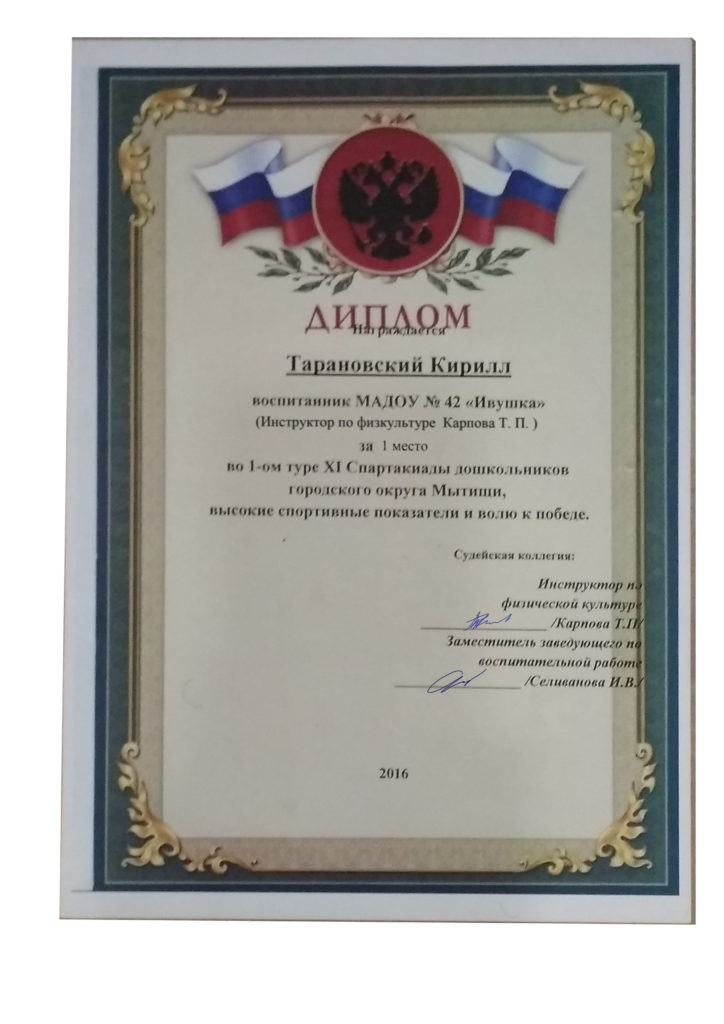 ДИПЛОМ
Награждается
Тарановский Кирилл
воспитанник МАДОУ № 42 «Ивушка»
(Инструктор по физкультуре Карпова Т. П. )
за 1 место
во 1-ом туре XI Спартакиады дошкольников
городского округа Мытищи,
высокие спортивные показатели и волю к победе.
Судейская коллегия:
Инструктор по
физической культуре
/Карпова Т.П/
Заместитель заведующего по
воспитательной работе
/Селиванова И.В./
2016